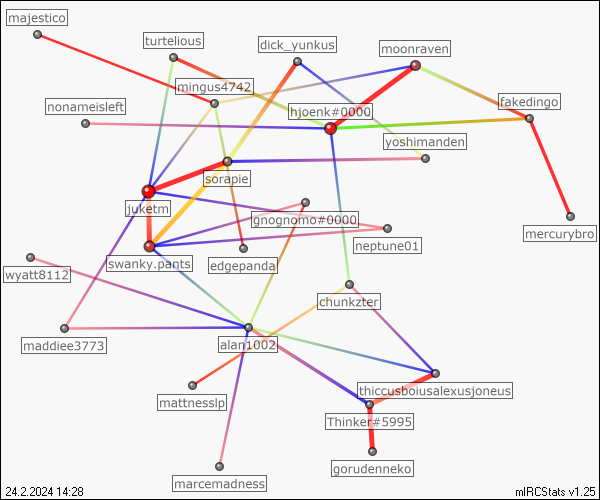 majestico
turtelious
dick_yunkus
moonraven
mingus4742
nonameisleft
hjoenk#0000
fakedingo
yoshimanden
sorapie
juketm
gnognomo#0000
mercurybro
neptune01
swanky.pants
edgepanda
wyatt8112
chunkzter
maddiee3773
alan1002
thiccusboiusalexusjoneus
mattnesslp
Thinker#5995
gorudenneko
marcemadness
24.2.2024 14:28
mIRCStats v1.25